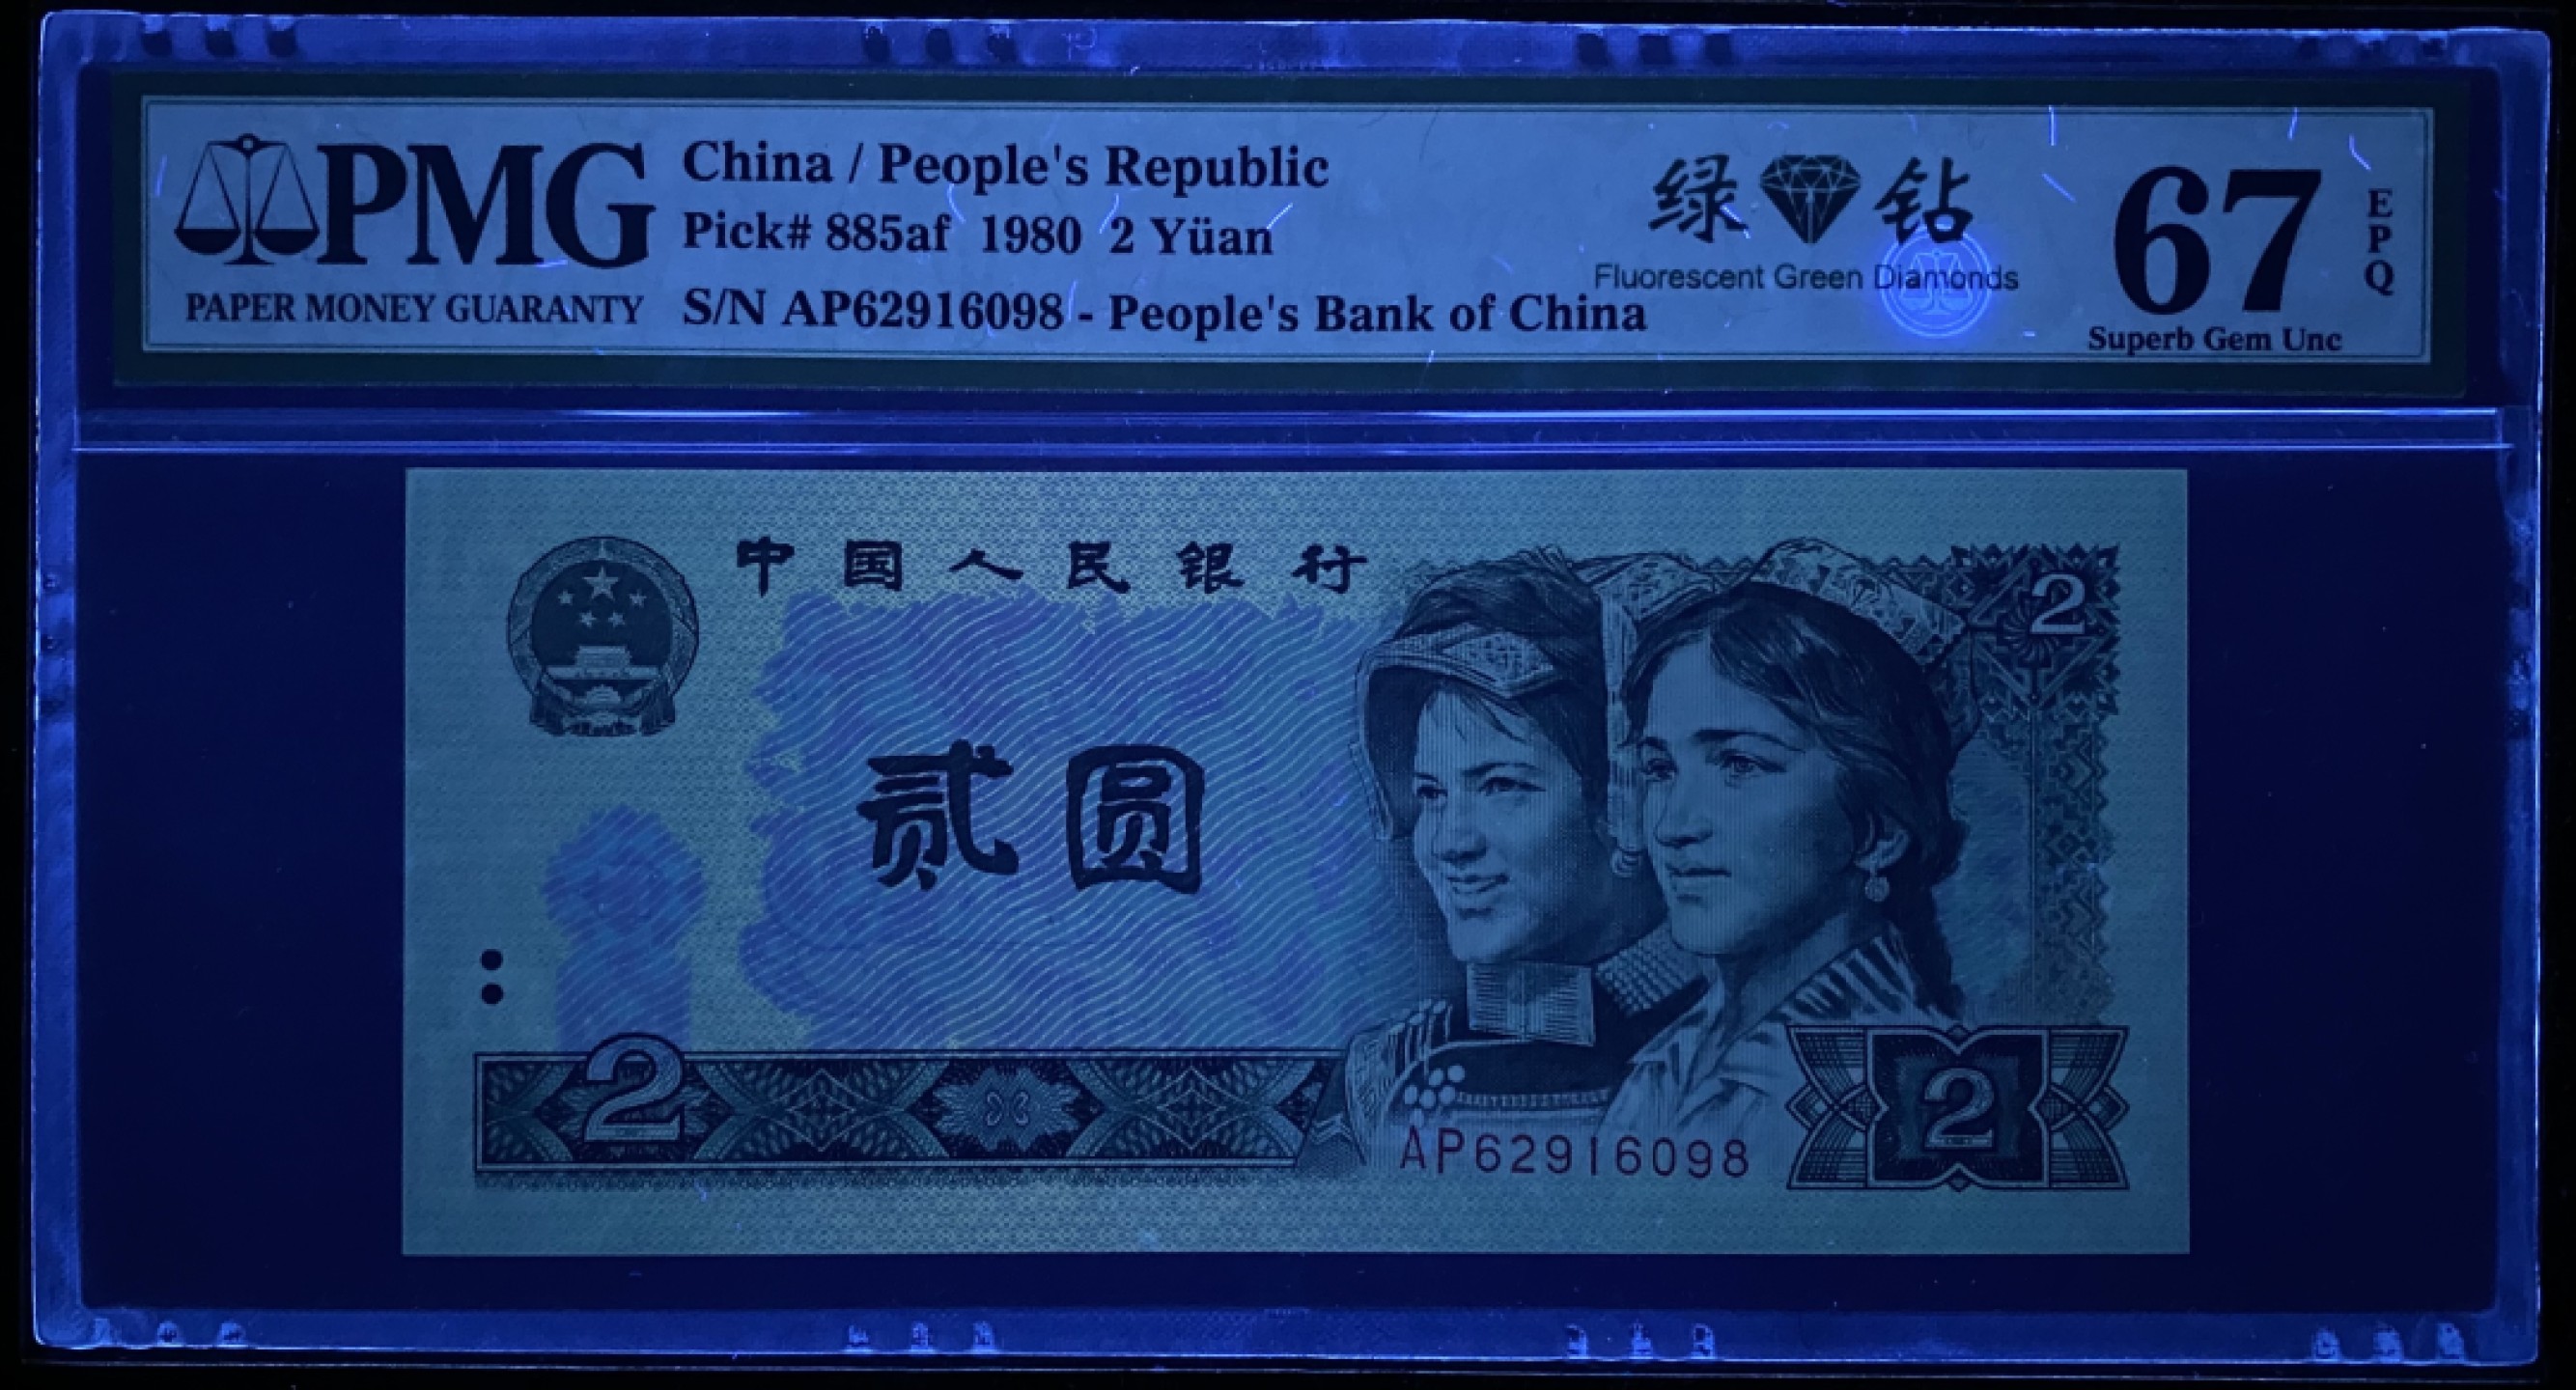 PMG
PAPER MONEY GUARANTY
China / People's Republic
Pick# 885af 1980 2 Yüan
S/N AP62916098 - People's Bank of China
绿钻
Fluorescent Green Diamonds
67
EPQ
Superb Gem Unc
中国人民银行
2
贰圆
2
2
AP62916098